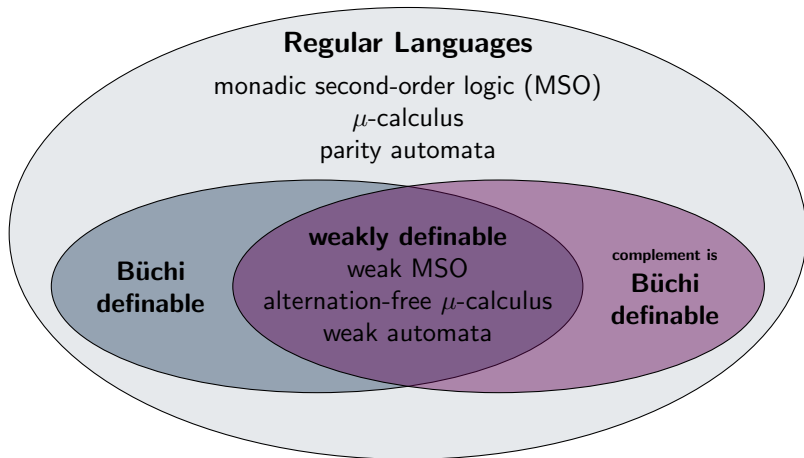 Regular Languages
monadic second-order logic (MSO)
μ-calculus
parity automata
Büchi
definable
weakly definable
weak MSO
alternation-free μ-calculus
weak automata
complement is
Büchi
definable